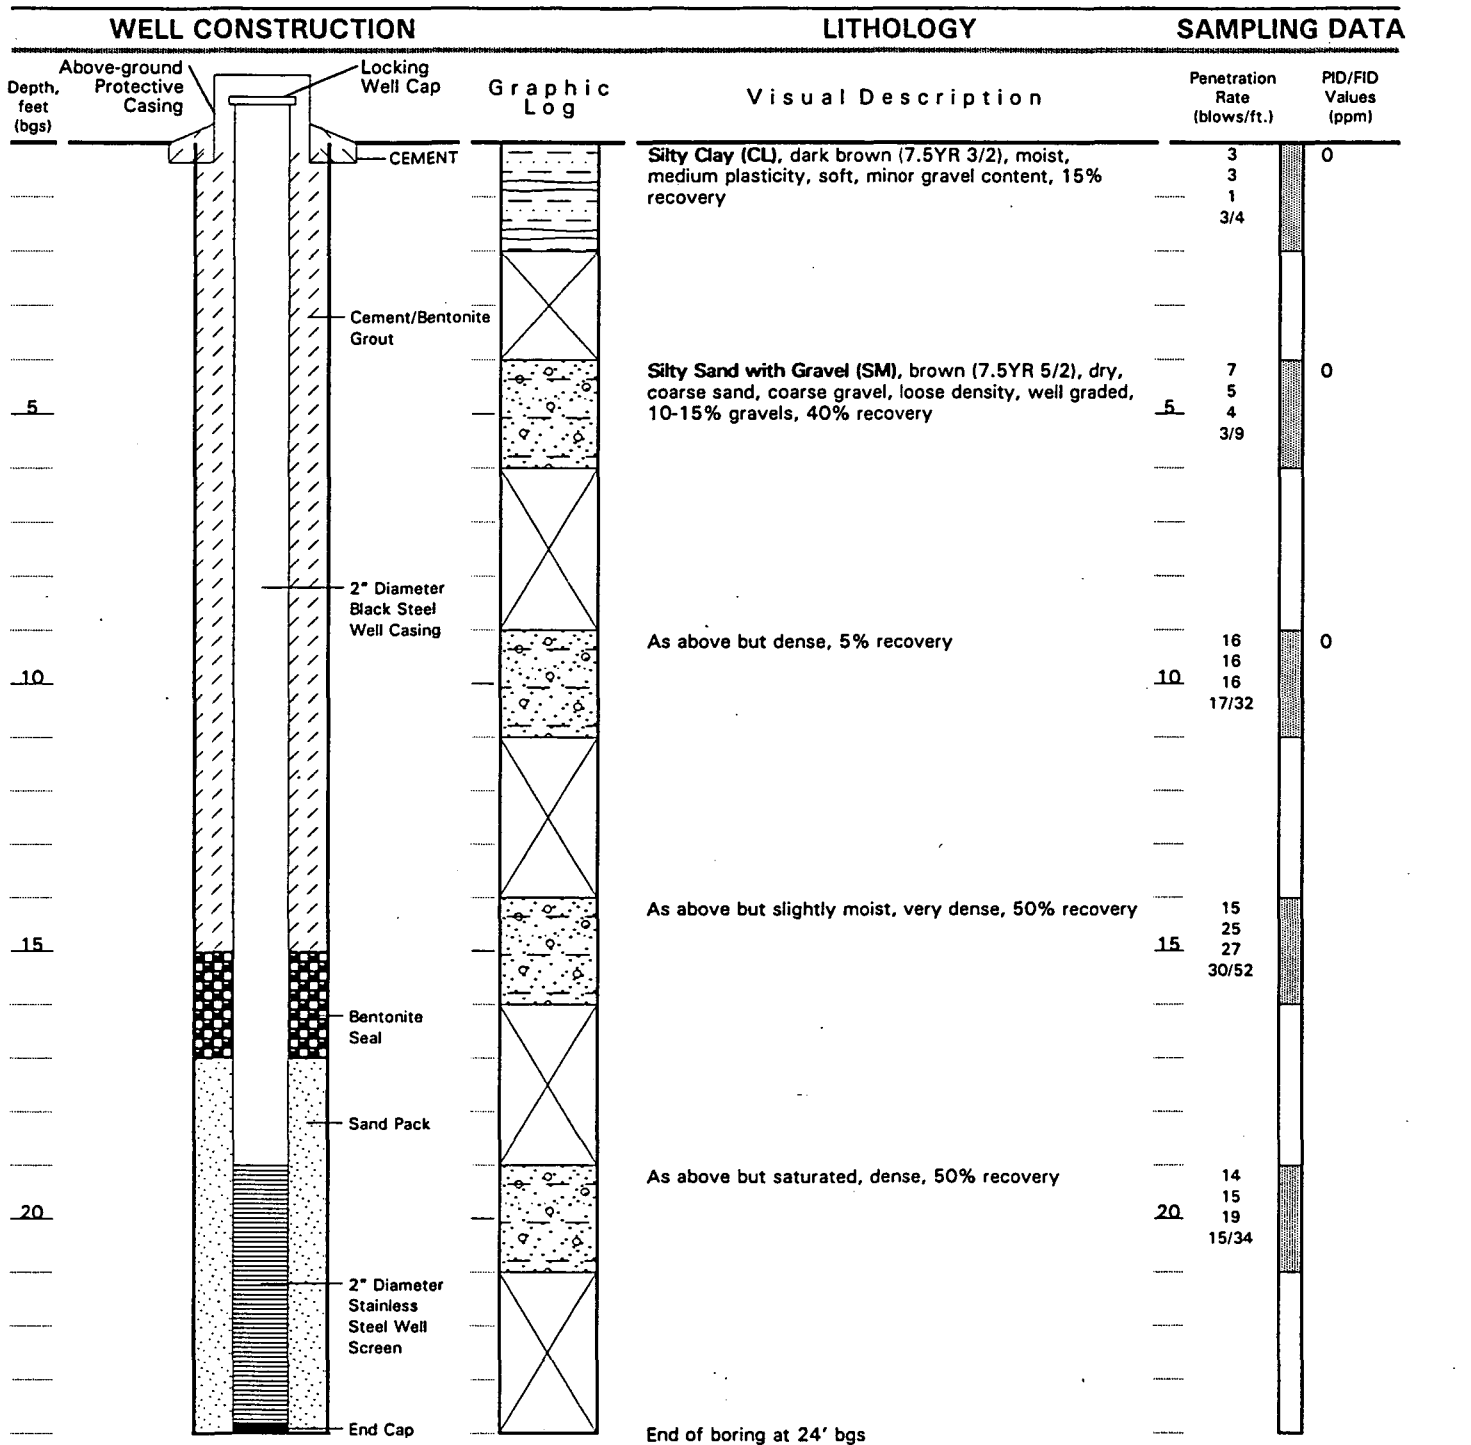 WELL CONSTRUCTION
LITHOLOGY
SAMPLING DATA
Depth,
feet
(bgs)
Above-ground
Protective
Casing
Locking
Well Cap
Graphic
Log
Visual Description
Penetration
Rate
(blows/ft.)
PID/FID
Values
(ppm)
CEMENT
Silty Clay (CL), dark brown (7.5YR 3/2), moist,
medium plasticity, soft, minor gravel content, 15%
recovery
3
3
1
3/4
0
Cement/Bentonite
Grout
Silty Sand with Gravel (SM), brown (7.5YR 5/2), dry,
coarse sand, coarse gravel, loose density, well graded,
10-15% gravels, 40% recovery
7
5
4
3/9
0
5
5
2" Diameter
Black Steel
Well Casing
As above but dense, 5% recovery
16
16
16
17/32
0
10
10
As above but slightly moist, very dense, 50% recovery
15
25
27
30/52
15
15
Bentonite
Seal
Sand Pack
As above but saturated, dense, 50% recovery
14
15
19
15/34
20
20
2" Diameter
Stainless
Steel Well
Screen
End Cap
End of boring at 24' bgs